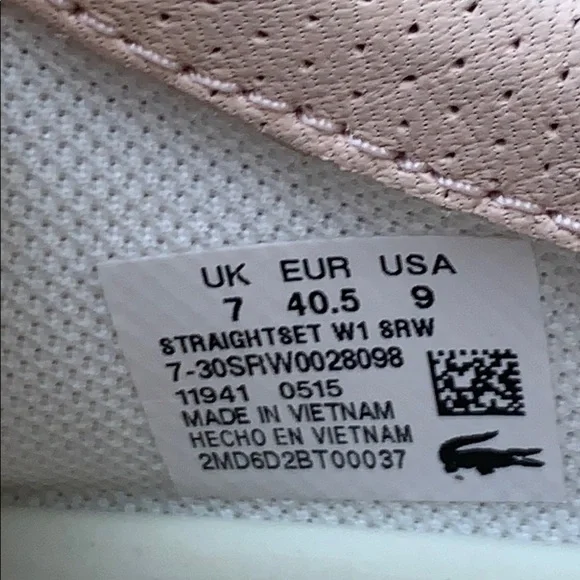 UK EUR USA
7 40.5 9
STRAIGHTSET W1 SRW
7-30SRW0028098
11941 0515
MADE IN VIETNAM
HECHO EN VIETNAM
2MD6D2BT00037